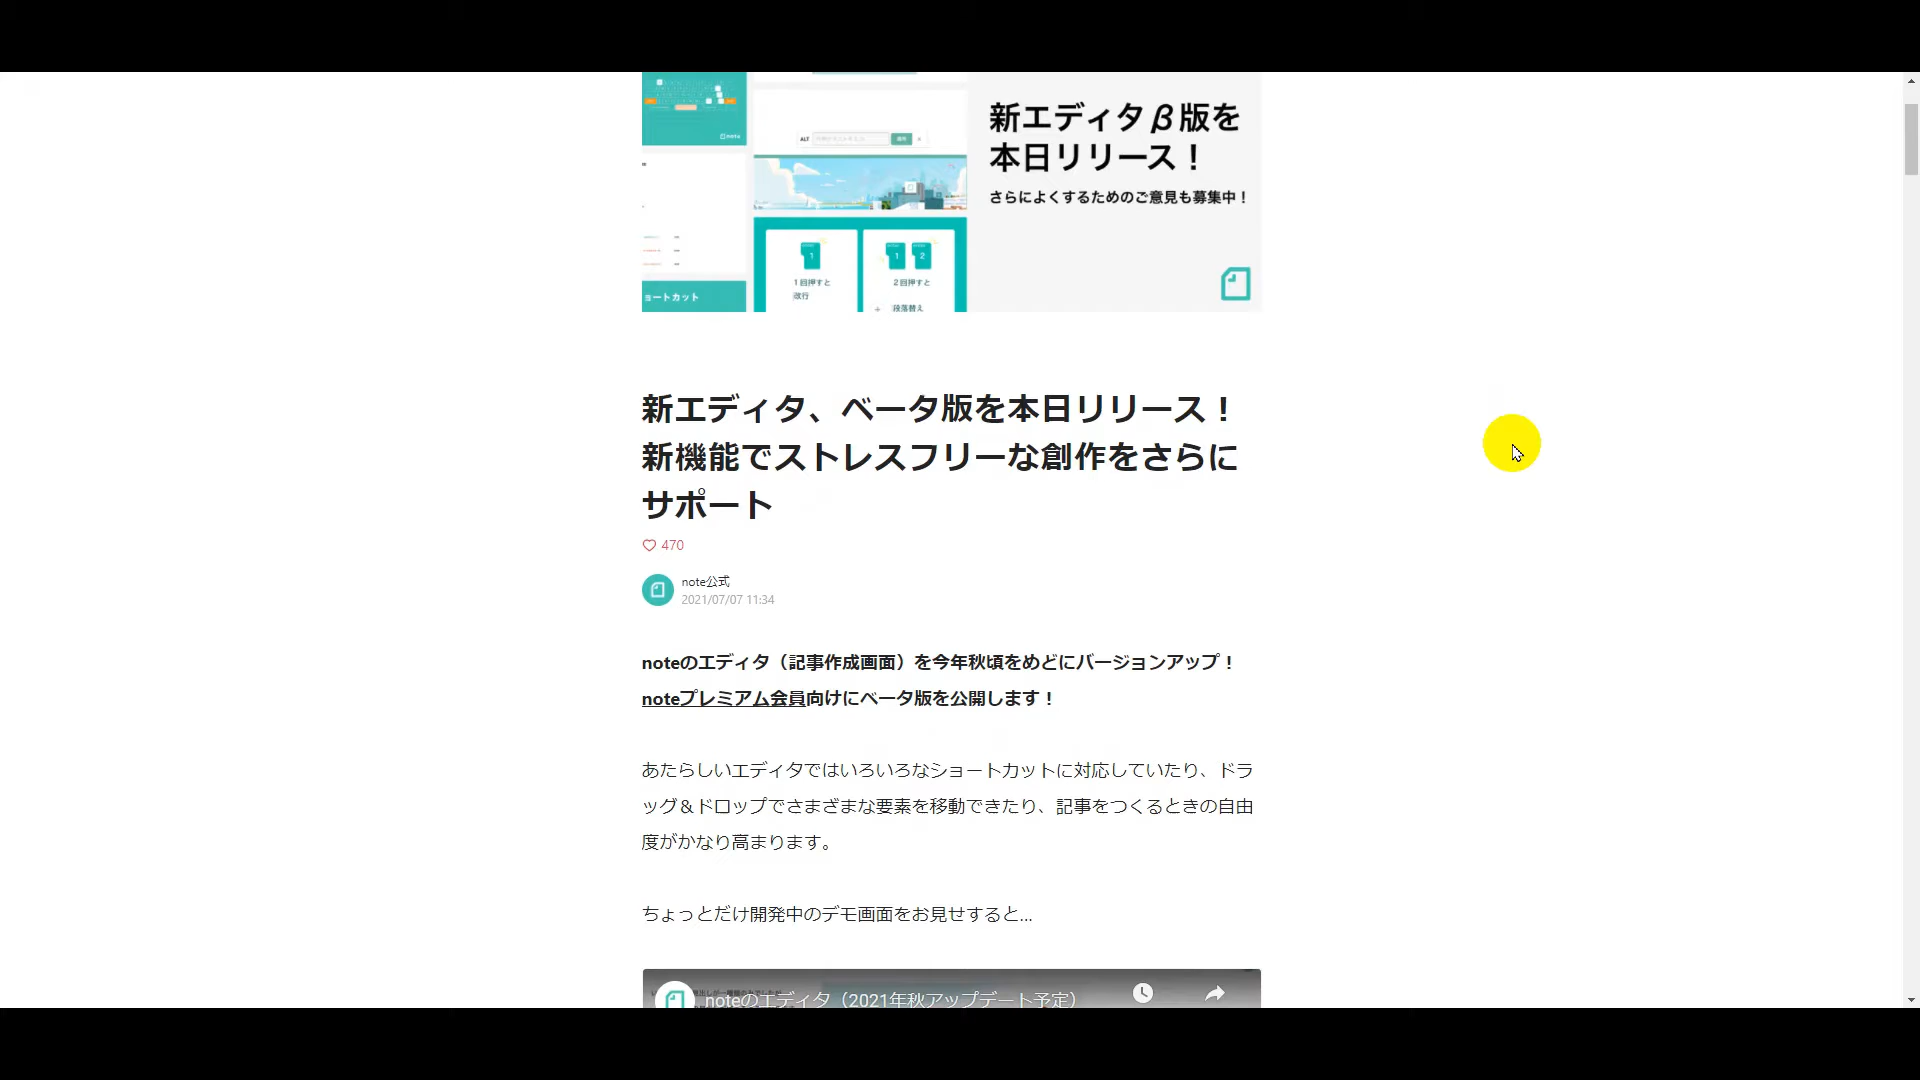 note
ョートカット
ALT
1
1回押すと
改行
1 2
2回押すと
段落替え
新エディタβ版を
本日リリース！
さらによくするためのご意見も募集中！
新エディタ、ベータ版を本日リリース！
新機能でストレスフリーな創作をさらに
サポート
470
note公式
2021/07/07 11:34
noteのエディタ（記事作成画面）を今年秋頃をめどにバージョンアップ！
noteプレミアム会員向けにベータ版を公開します！
あたらしいエディタではいろいろなショートカットに対応していたり、ドラ
ッグ＆ドロップでさまざまな要素を移動できたり、記事をつくるときの自由
度がかなり高まります。
ちょっとだけ開発中のデモ画面をお見せすると...
noteのエディタ（2021年秋アップデート予定）